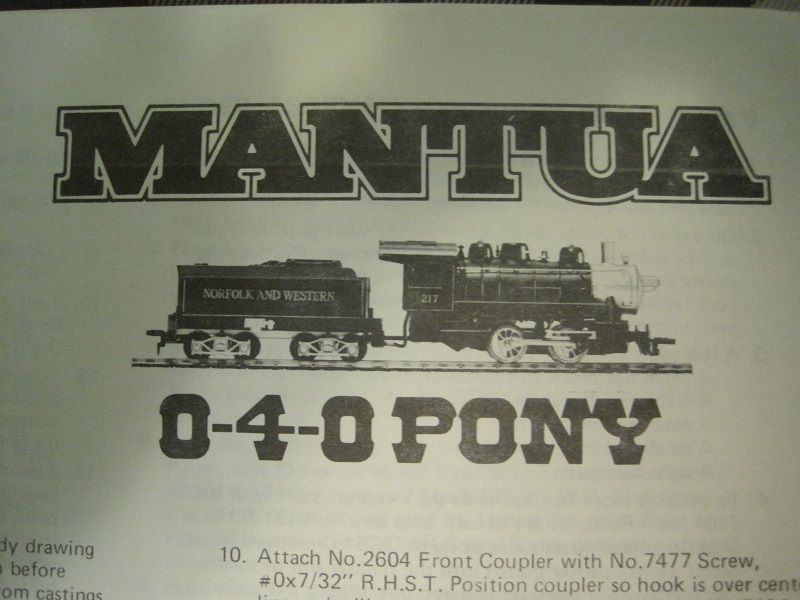 MANTUA
NORFOLK AND WESTERN
217
0-4-0 PONY
dy drawing
before
om castings
10. Attach No.2604 Front Coupler with No.7477 Screw,
#0x7/32" R.H.S.T. Position coupler so hook is over cent